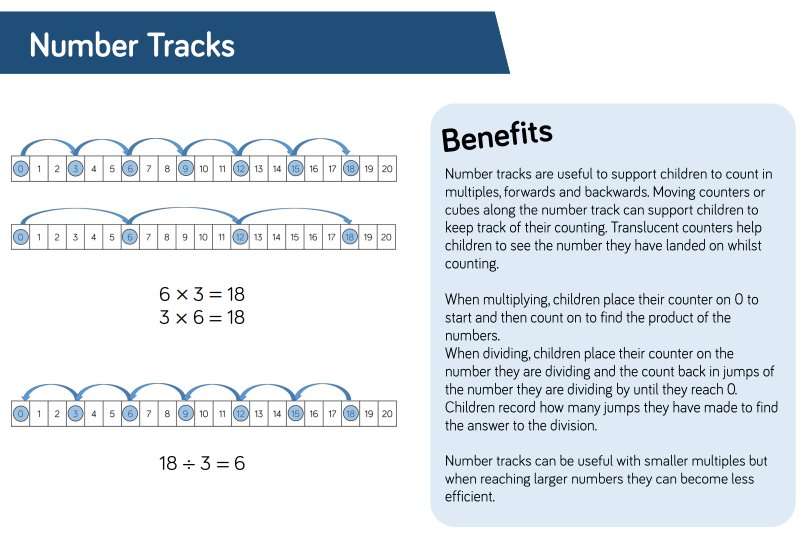 Number Tracks
0 1 2 3 4 5 6 7 8 9 10 11 12 13 14 15 16 17 18 19 20
0 1 2 3 4 5 6 7 8 9 10 11 12 13 14 15 16 17 18 19 20
6 × 3 = 18
3 × 6 = 18
0 1 2 3 4 5 6 7 8 9 10 11 12 13 14 15 16 17 18 19 20
18 ÷ 3 = 6
Benefits
Number tracks are useful to support children to count in
multiples, forwards and backwards. Moving counters or
cubes along the number track can support children to
keep track of their counting. Translucent counters help
children to see the number they have landed on whilst
counting.
When multiplying, children place their counter on 0 to
start and then count on to find the product of the
numbers.
When dividing, children place their counter on the
number they are dividing and the count back in jumps of
the number they are dividing by until they reach 0.
Children record how many jumps they have made to find
the answer to the division.
Number tracks can be useful with smaller multiples but
when reaching larger numbers they can become less
efficient.